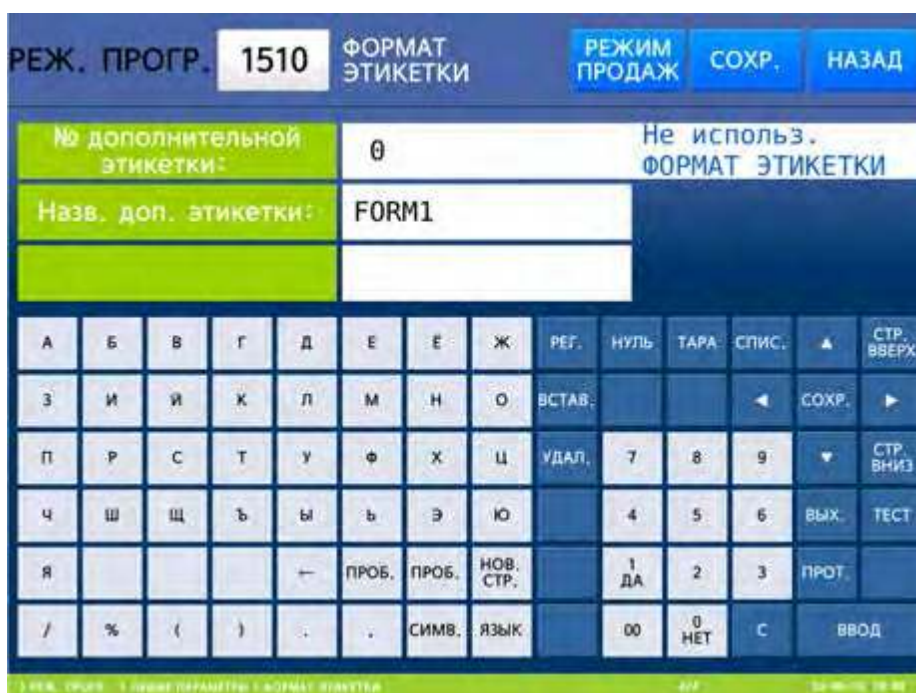 РЕЖ. ПРОГР. 1510 ФОРМАТ ЭТИКЕТКИ РЕЖИМ ПРОДАЖ СОХР. НАЗАД
№ дополнительной этикетки: 0 Не использ. ФОРМАТ ЭТИКЕТКИ
Назв. доп. этикетки: FORM1
А Б В Г Д Е Ё Ж РЕГ. НУЛЬ ТАРА СПИС. ▲ СТР. ВВЕРХ
З И Й К Л М Н О ВСТАВ. ◄ СОХР. ►
П Р С Т У Ф Х Ц УДАЛ. 7 8 9 ▼ СТР. ВНИЗ
Ч Ш Щ Ъ Ы Ь Э Ю 4 5 6 ВЫХ. ТЕСТ
Я ← ПРОБ. ПРОБ. НОВ. СТР. 1 ДА 2 3 ПРОТ.
/ % ( ) . . СИМВ. ЯЗЫК 00 0 НЕТ С ВВОД